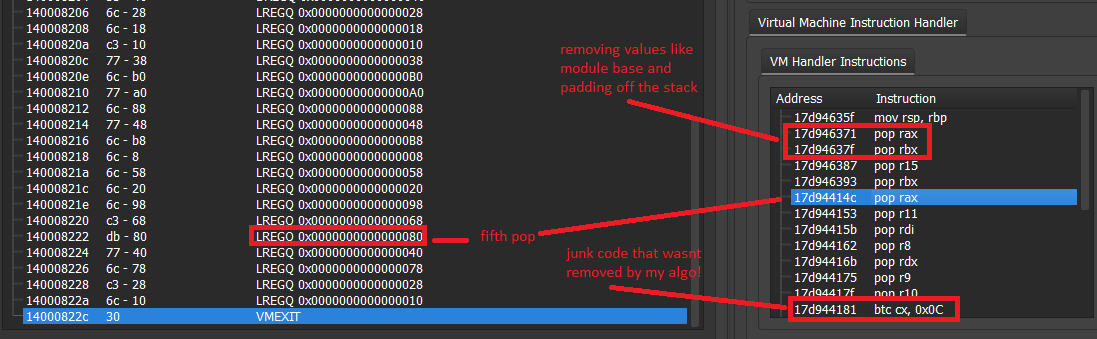 140008206 6c - 28 LREGQ 0x0000000000000028
140008208 6c - 18 LREGQ 0x0000000000000018
14000820a c3 - 10 LREGQ 0x0000000000000010
14000820c 77 - 38 LREGQ 0x0000000000000038
14000820e 6c - b0 LREGQ 0x00000000000000B0
140008210 77 - a0 LREGQ 0x00000000000000A0
140008212 6c - 88 LREGQ 0x0000000000000088
140008214 77 - 48 LREGQ 0x0000000000000048
140008216 6c - b8 LREGQ 0x00000000000000B8
140008218 6c - 8 LREGQ 0x0000000000000008
14000821a 6c - 58 LREGQ 0x0000000000000058
14000821c 6c - 20 LREGQ 0x0000000000000020
14000821e 6c - 98 LREGQ 0x0000000000000098
140008220 c3 - 68 LREGQ 0x0000000000000068
140008222 db - 80 LREGQ 0x0000000000000080
140008224 77 - 40 LREGQ 0x0000000000000040
140008226 6c - 78 LREGQ 0x0000000000000078
140008228 c3 - 28 LREGQ 0x0000000000000028
14000822a 6c - 10 LREGQ 0x0000000000000010
14000822c 30 VMEXIT
removing values like
module base and
padding off the stack
fifth pop
junk code that wasnt
removed by my algo!
Virtual Machine Instruction Handler
VM Handler Instructions
Address Instruction
17d94635f mov rsp, rbp
17d946371 pop rax
17d94637f pop rbx
17d946387 pop r15
17d946393 pop rbx
17d94414c pop rax
17d944153 pop r11
17d94415b pop rdi
17d944162 pop r8
17d94416b pop rdx
17d944175 pop r9
17d94417f pop r10
17d944181 btc cx, 0x0C